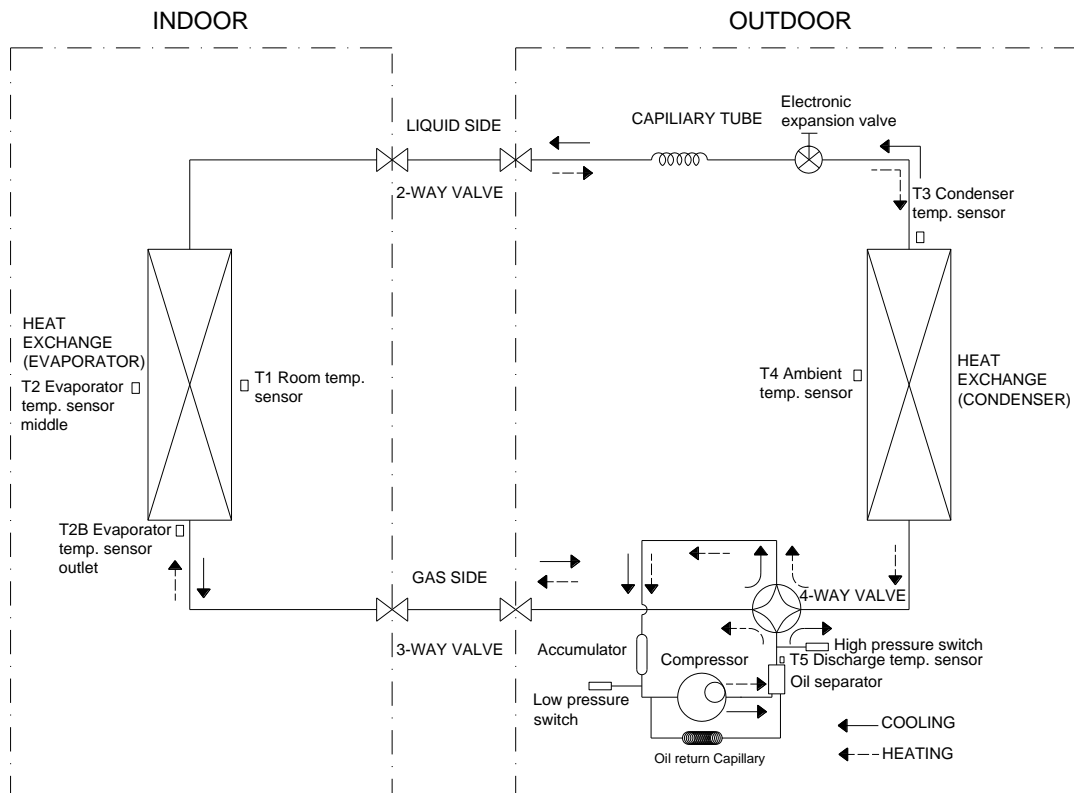 INDOOR
OUTDOOR
Electronic
expansion valve
CAPILIARY TUBE
LIQUID SIDE
2-WAY VALVE
T3 Condenser
temp. sensor
HEAT
EXCHANGE
(EVAPORATOR)
T2 Evaporator
temp. sensor
middle
T1 Room temp.
sensor
T4 Ambient
temp. sensor
HEAT
EXCHANGE
(CONDENSER)
T2B Evaporator
temp. sensor
outlet
GAS SIDE
3-WAY VALVE
4-WAY VALVE
Accumulator
Compressor
High pressure switch
T5 Discharge temp. sensor
Oil separator
Low pressure
switch
Oil return Capillary
COOLING
HEATING